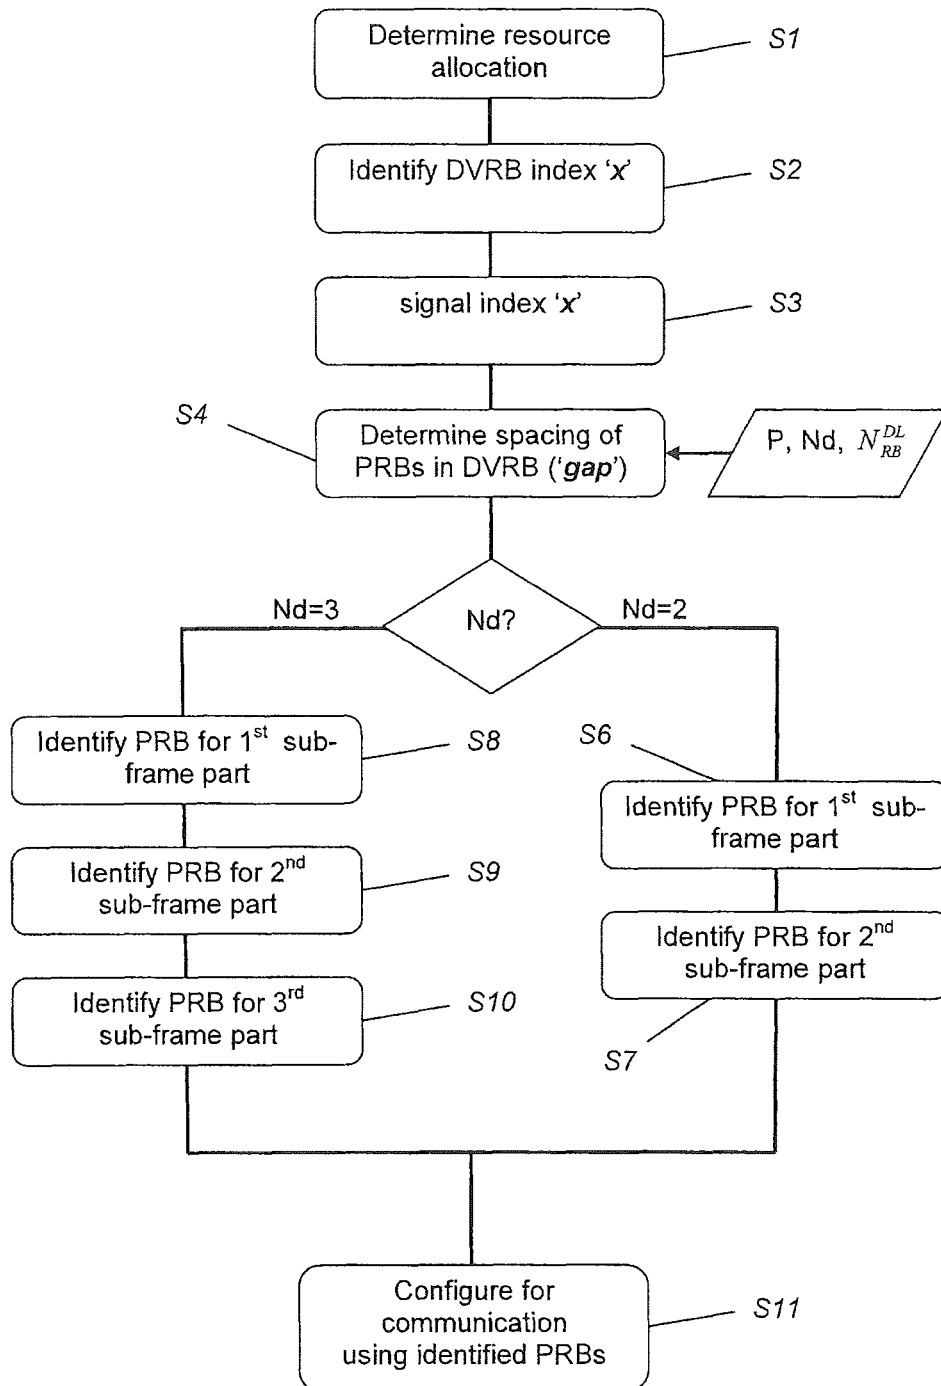 Determine resource
allocation
S1
Identify DVRB index ‘x’
S2
signal index ‘x’
S3
S4
Determine spacing of
PRBs in DVRB (‘gap’)
P, Nd, N_{RB}^{DL}
Nd=3
Nd?
Nd=2
Identify PRB for 1st sub-
frame part
S8
Identify PRB for 2nd
sub-frame part
S9
Identify PRB for 3rd
sub-frame part
S10
S6
Identify PRB for 1st sub-
frame part
Identify PRB for 2nd
sub-frame part
S7
Configure for
communication
using identified PRBs
S11